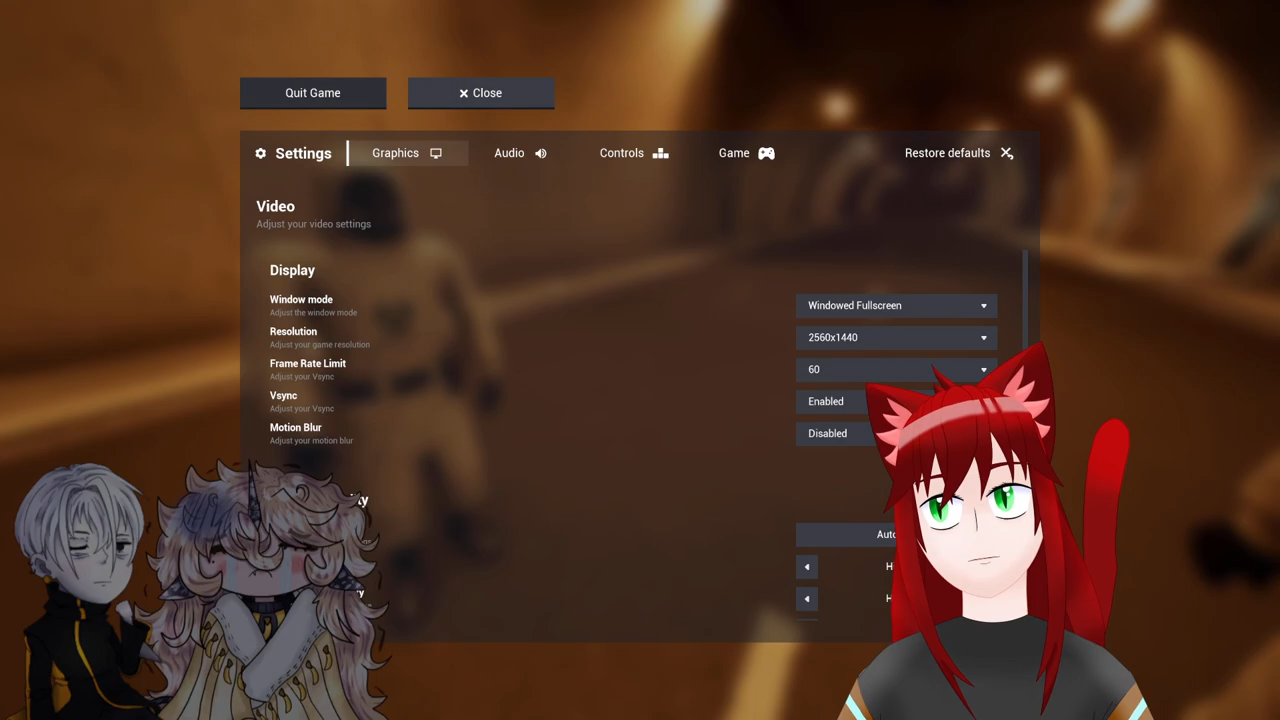 Quit Game
Close
Settings
Graphics
Audio
Controls
Game
Restore defaults
Video
Adjust your video settings
Display
Window mode
Windowed Fullscreen
Adjust the window mode
Resolution
2560x1440
Adjust your game resolution
Frame Rate Limit
60
Adjust your Vsync
Vsync
Enabled
Adjust your Vsync
Motion Blur
Disabled
Adjust your motion blur